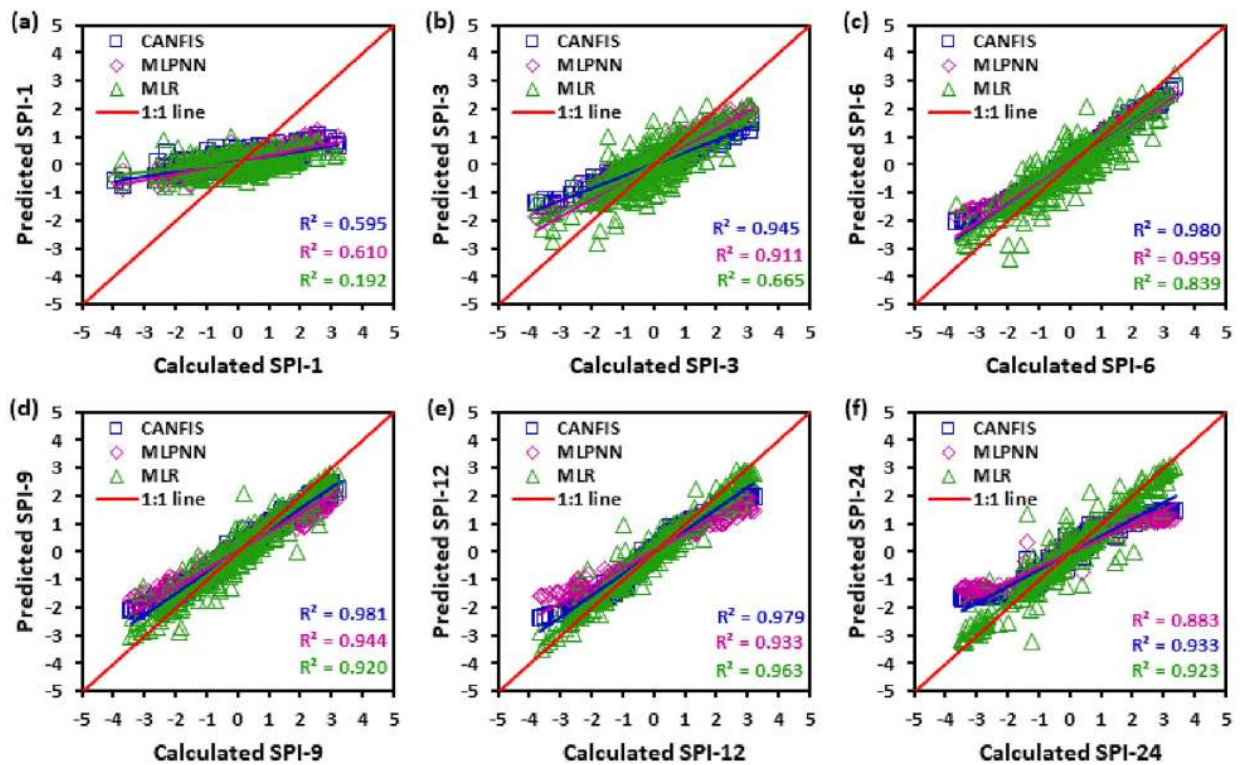 (a)
CANFIS
MLPNN
MLR
1:1 line
R² = 0.595
R² = 0.610
R² = 0.192
5
4
3
2
1
0
-1
-2
-3
-4
-5
-5 -4 -3 -2 -1 0 1 2 3 4 5
Predicted SPI-1
Calculated SPI-1
(b)
CANFIS
MLPNN
MLR
1:1 line
R² = 0.945
R² = 0.911
R² = 0.665
5
4
3
2
1
0
-1
-2
-3
-4
-5
-5 -4 -3 -2 -1 0 1 2 3 4 5
Predicted SPI-3
Calculated SPI-3
(c)
CANFIS
MLPNN
MLR
1:1 line
R² = 0.980
R² = 0.959
R² = 0.839
5
4
3
2
1
0
-1
-2
-3
-4
-5
-5 -4 -3 -2 -1 0 1 2 3 4 5
Predicted SPI-6
Calculated SPI-6
(d)
CANFIS
MLPNN
MLR
1:1 line
R² = 0.981
R² = 0.944
R² = 0.920
5
4
3
2
1
0
-1
-2
-3
-4
-5
-5 -4 -3 -2 -1 0 1 2 3 4 5
Predicted SPI-9
Calculated SPI-9
(e)
CANFIS
MLPNN
MLR
1:1 line
R² = 0.979
R² = 0.933
R² = 0.963
5
4
3
2
1
0
-1
-2
-3
-4
-5
-5 -4 -3 -2 -1 0 1 2 3 4 5
Predicted SPI-12
Calculated SPI-12
(f)
CANFIS
MLPNN
MLR
1:1 line
R² = 0.883
R² = 0.933
R² = 0.923
5
4
3
2
1
0
-1
-2
-3
-4
-5
-5 -4 -3 -2 -1 0 1 2 3 4 5
Predicted SPI-24
Calculated SPI-24